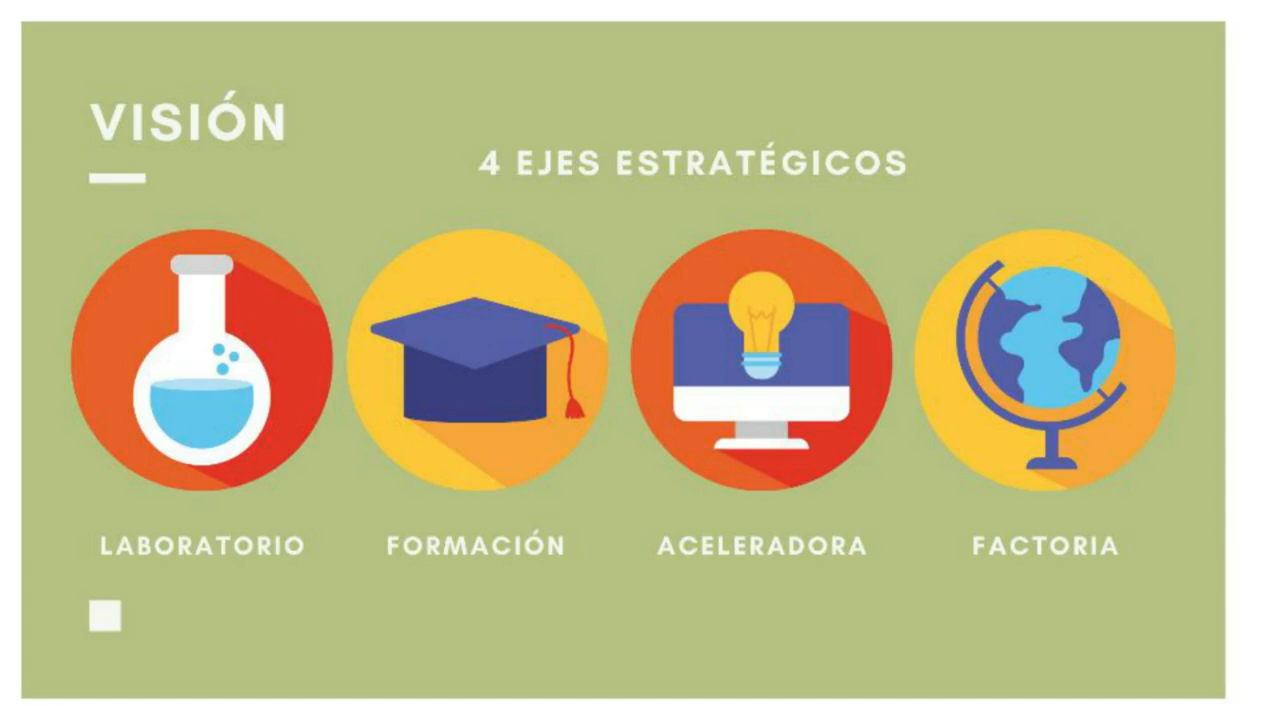 VISIÓN
4 EJES ESTRATÉGICOS
LABORATORIO
FORMACIÓN
ACELERADORA
FACTORIA